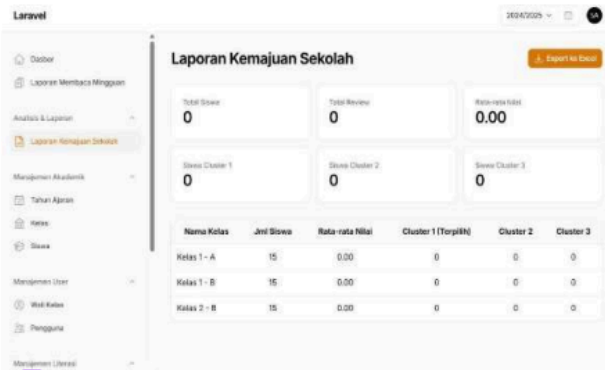 Laravel
2024/2025
SA
Dasbor
Laporan Membaca Mingguan
Analisis & Laporan
Laporan Kemajuan Sekolah
Manajemen Akademik
Tahun Ajaran
Kelas
Siswa
Manajemen User
Wali Kelas
Pengguna
Manajemen Literasi
Laporan Kemajuan Sekolah
Export ke Excel
Total Siswa
0
Total Review
0
Rata-rata Nilai
0.00
Siswa Cluster 1
0
Siswa Cluster 2
0
Siswa Cluster 3
0
Nama Kelas Jml Siswa Rata-rata Nilai Cluster 1 (Terpilih) Cluster 2 Cluster 3
Kelas 1 - A 15 0.00 0 0 0
Kelas 1 - B 15 0.00 0 0 0
Kelas 2 - B 15 0.00 0 0 0